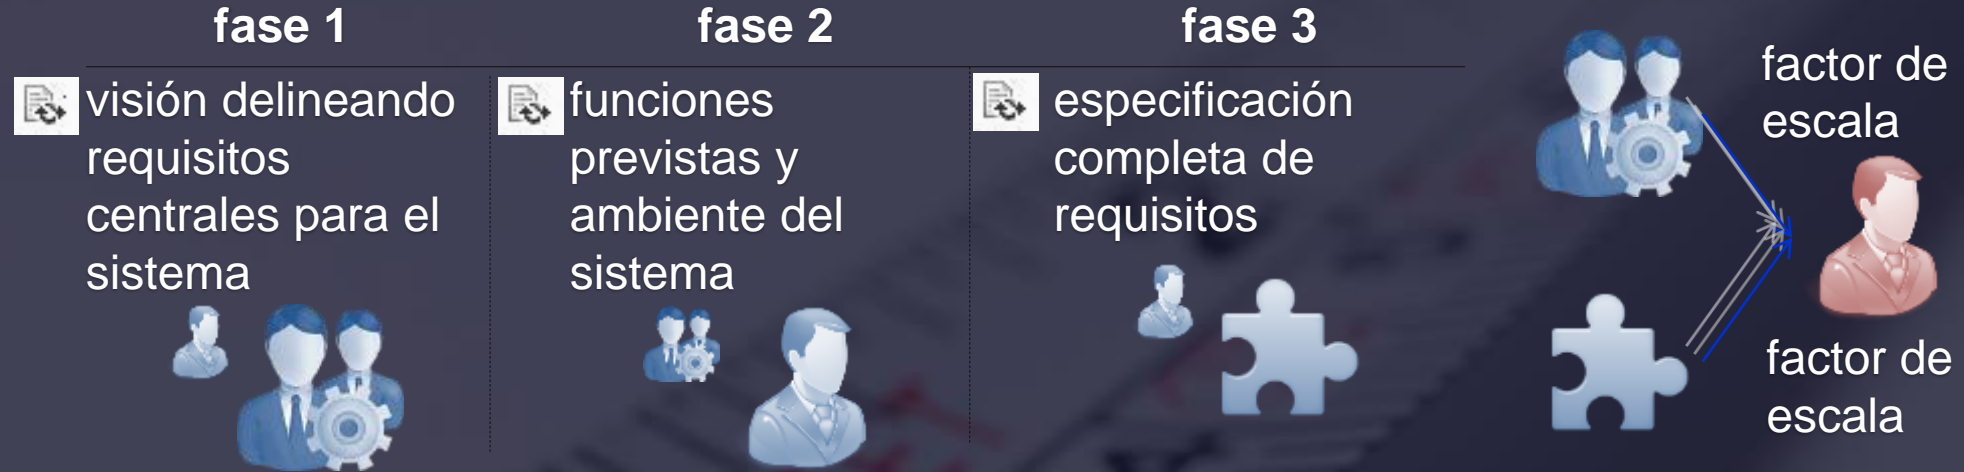 fase 1
visión delineando
requisitos
centrales para el
sistema
fase 2
funciones
previstas y
ambiente del
sistema
fase 3
especificación
completa de
requisitos
factor de
escala
factor de
escala